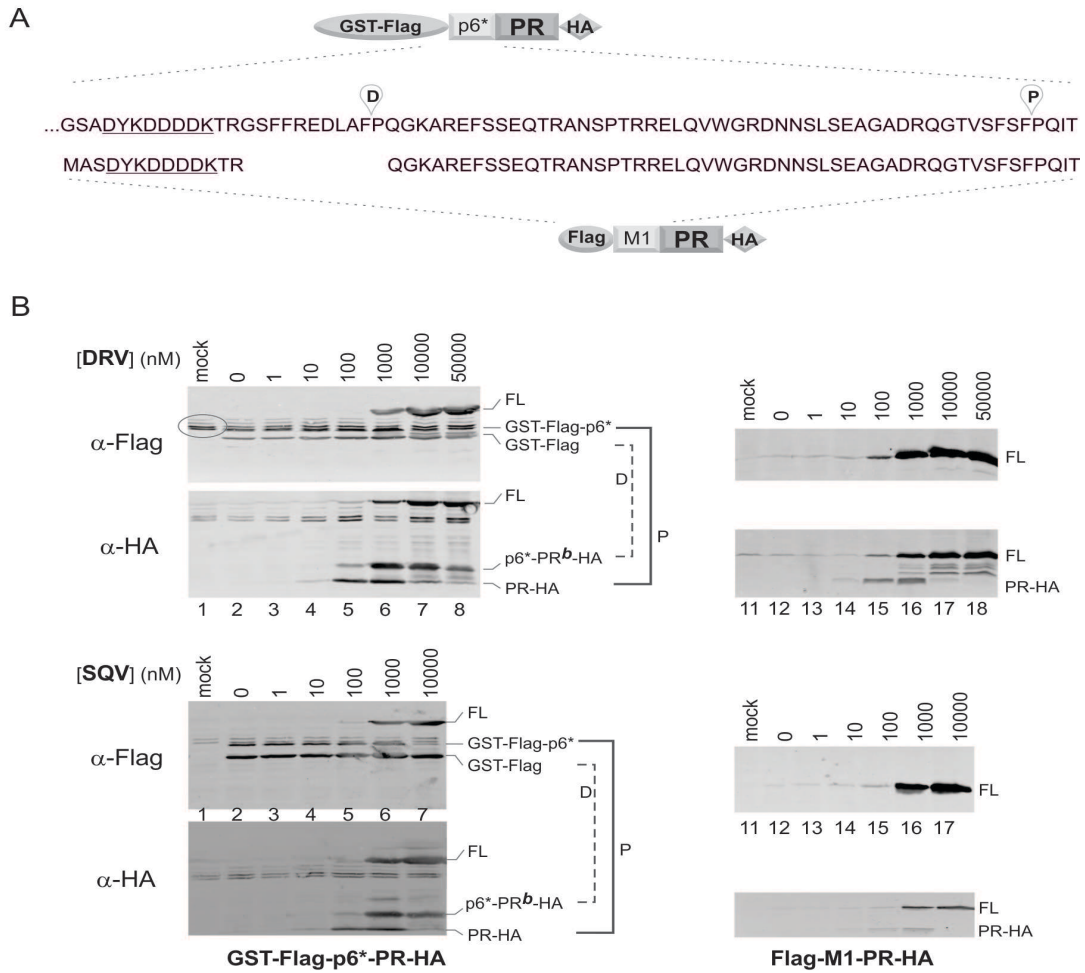 A
GST-Flag p6* PR HA
D P
...GSADYKDDDDKTRGSFFREDLAFPQGKAREFSSEQTRANSPTRRELQVWGRDNNSLSEAGADRQGTVSFSFPQIT
MASDYKDDDDKTR QGKAREFSSEQTRANSPTRRELQVWGRDNNSLSEAGADRQGTVSFSFPQIT
Flag M1 PR HA
B
[DRV] (nM) mock 0 1 10 100 1000 10000 50000
α-Flag
FL
GST-Flag-p6*
GST-Flag
D
P
α-HA
FL
p6*-PRb-HA
PR-HA
1 2 3 4 5 6 7 8
mock 0 1 10 100 1000 10000 50000
FL
FL
PR-HA
11 12 13 14 15 16 17 18
[SQV] (nM) mock 0 1 10 100 1000 10000
α-Flag
FL
GST-Flag-p6*
GST-Flag
1 2 3 4 5 6 7
D
P
α-HA
FL
p6*-PRb-HA
PR-HA
GST-Flag-p6*-PR-HA
mock 0 1 10 100 1000 10000
FL
11 12 13 14 15 16 17
FL
PR-HA
Flag-M1-PR-HA